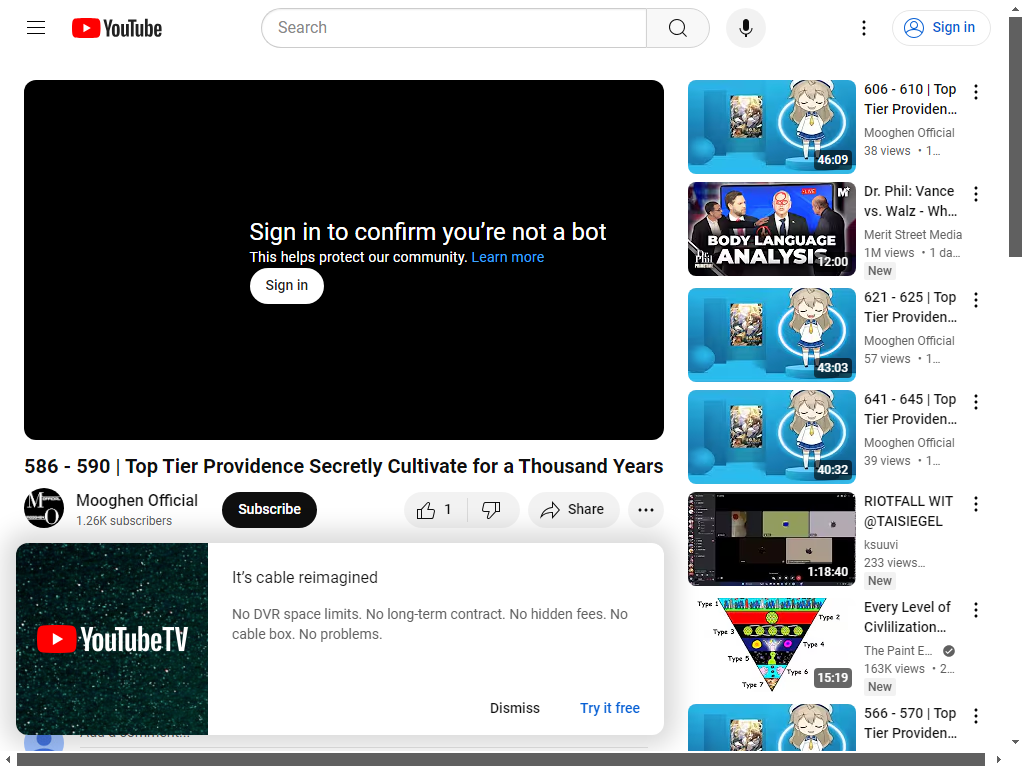 YouTube
Search
Sign in
Sign in to confirm you’re not a bot
This helps protect our community. Learn more
Sign in
586 - 590 | Top Tier Providence Secretly Cultivate for a Thousand Years
Mooghen Official
1.26K subscribers
Subscribe
1
Share
YouTubeTV
It’s cable reimagined
No DVR space limits. No long-term contract. No hidden fees. No
cable box. No problems.
Dismiss
Try it free
Add a comment...
46:09
606 - 610 | Top
Tier Providen...
Mooghen Official
38 views • 1...
LIVE
BODY LANGUAGE
ANALYSIS
12:00
Dr. Phil: Vance
vs. Walz - Wh...
Merit Street Media
1M views • 1 da...
New
43:03
621 - 625 | Top
Tier Providen...
Mooghen Official
57 views • 1...
40:32
641 - 645 | Top
Tier Providen...
Mooghen Official
39 views • 1...
1:18:40
RIOTFALL WIT
@TAISIEGEL
ksuuvi
233 views...
New
Type 1
Type 2
Type 3
Type 4
Type 5
Type 6
Type 7
15:19
Every Level of
Civlilization...
The Paint E...
163K views • 2...
New
566 - 570 | Top
Tier Providen...